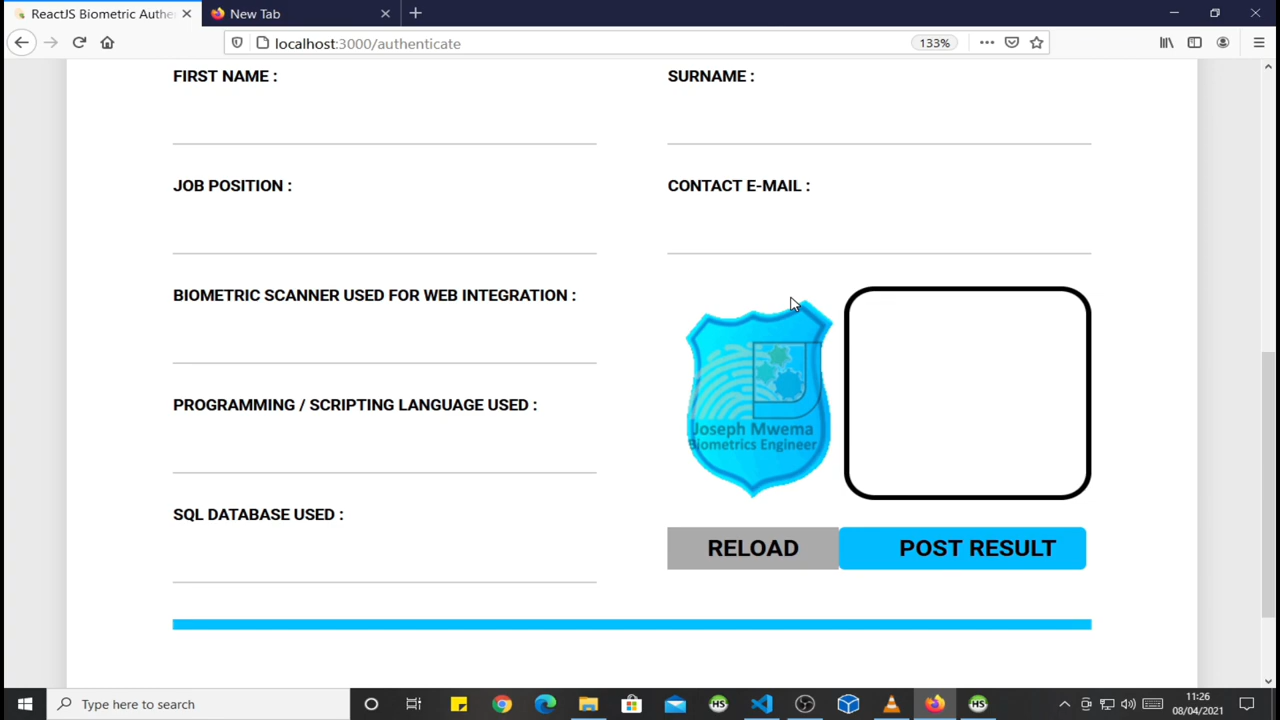 ReactJS Biometric Authe
New Tab
localhost:3000/authenticate
133%
FIRST NAME :
SURNAME :
JOB POSITION :
CONTACT E-MAIL :
BIOMETRIC SCANNER USED FOR WEB INTEGRATION :
PROGRAMMING / SCRIPTING LANGUAGE USED :
Joseph Mwema
Biometrics Engineer
SQL DATABASE USED :
RELOAD
POST RESULT
Type here to search
HS
HS
11:26
08/04/2021